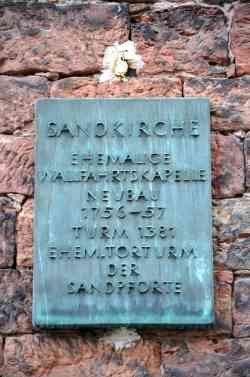 SANDKIRCHE
EHEMALIGE
WALLFAHRTSKAPELLE
NEUBAU
1756-57
TURM 1381
EHEM. TORTURM
DER
SANDPFORTE